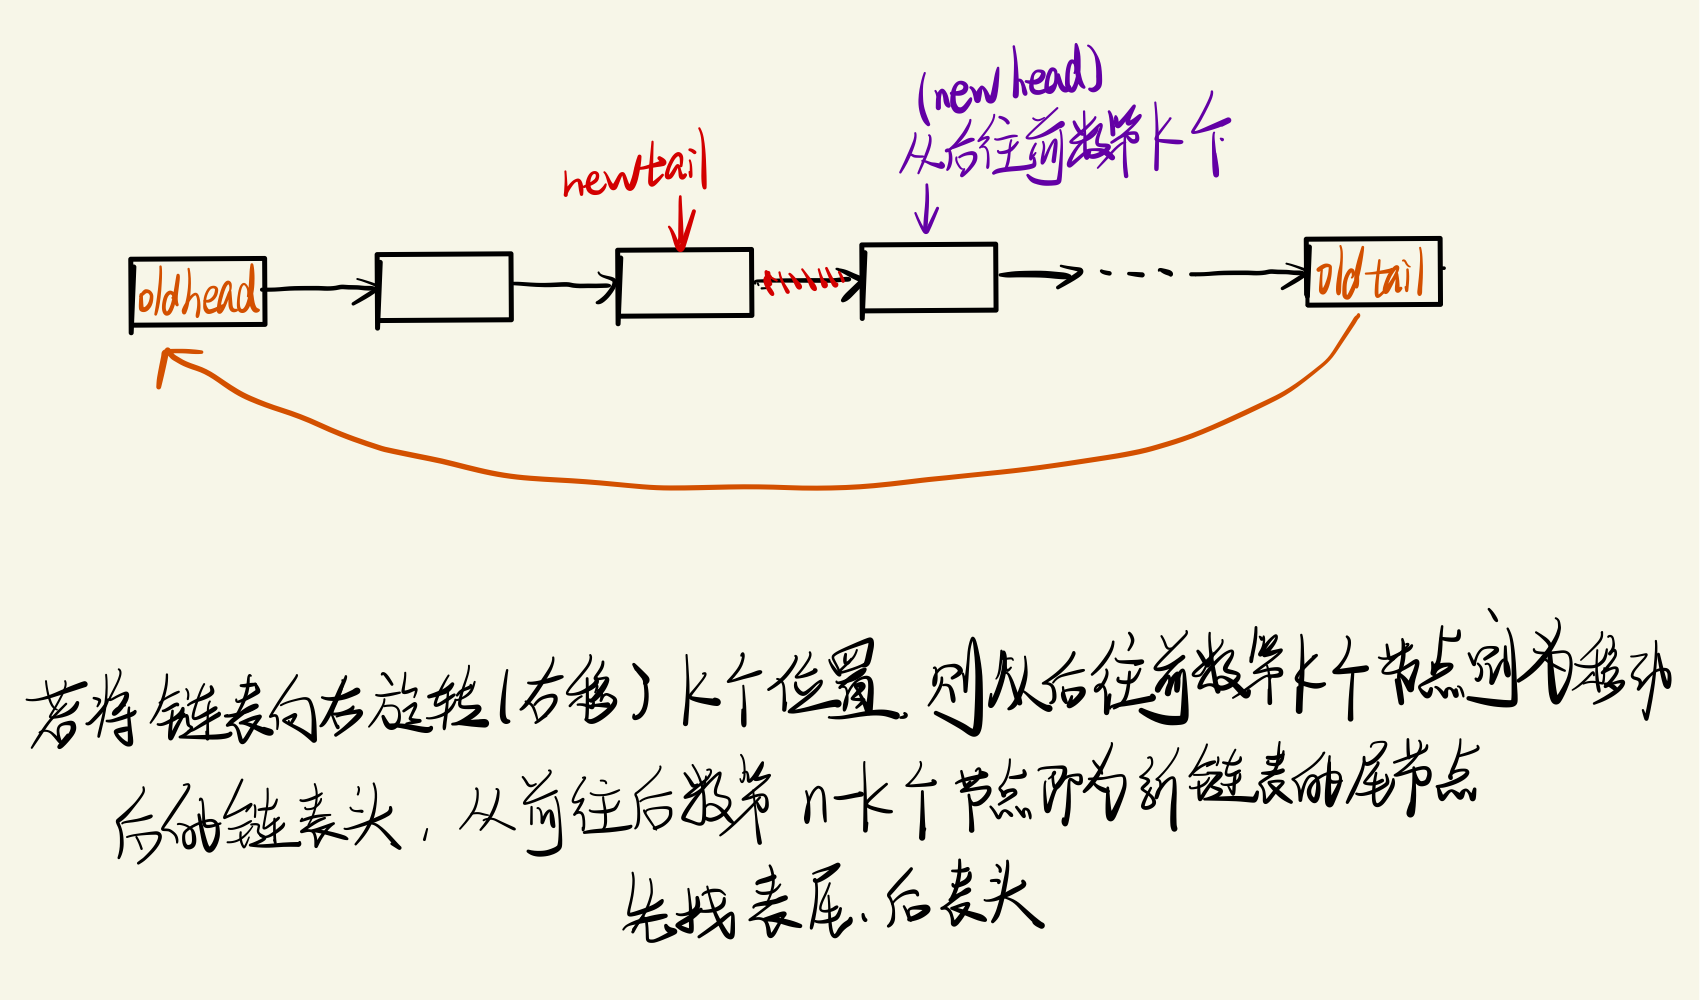 (new head)
从后往前数第k个
newtail
oldhead
oldtail
若将链表向右旋转(右移)k个位置,则从后往前数第k个节点则为移动
后的链表头,从前往后数第n-k个节点即为新链表的尾节点
先找表尾、后表头